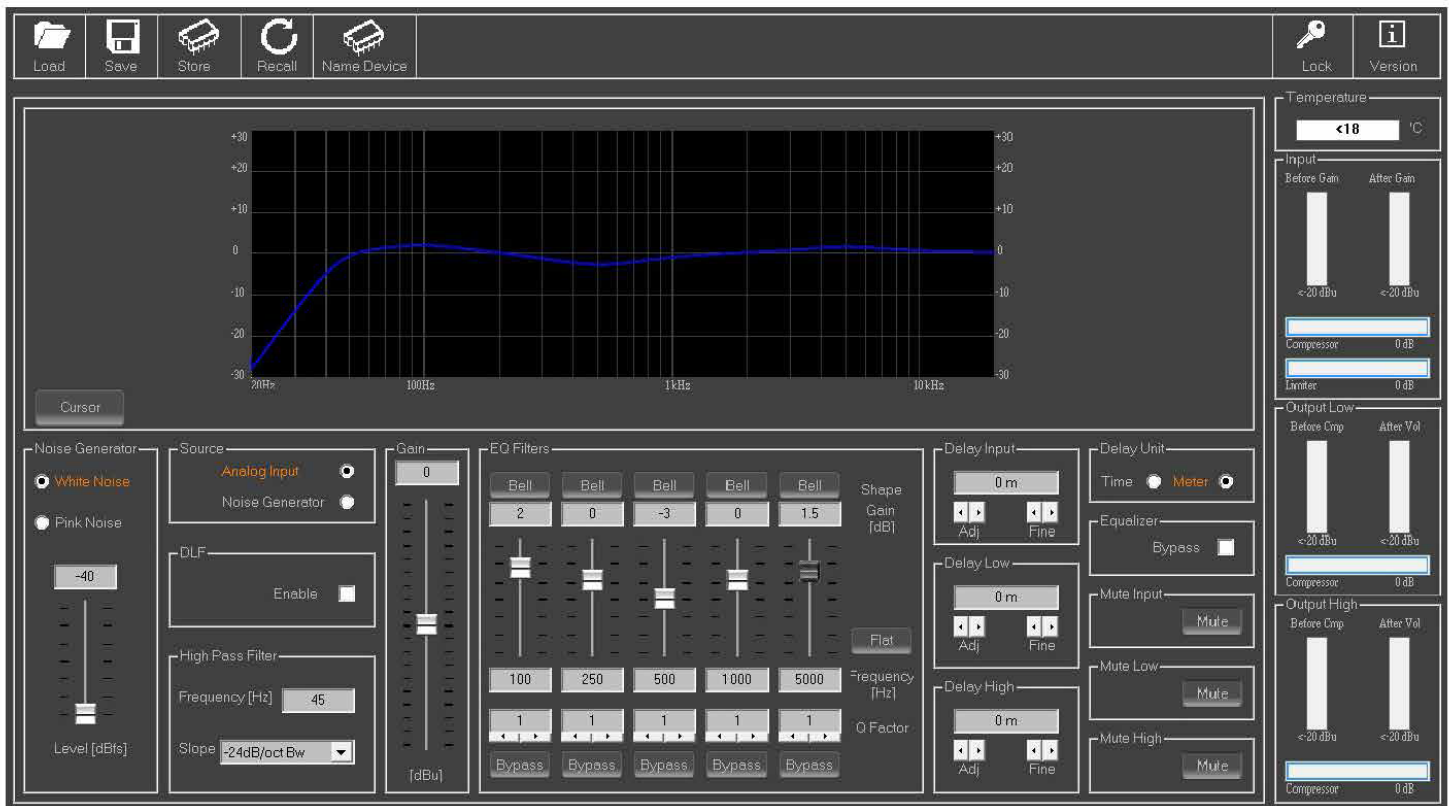 Load
Save
Store
Recall
Name Device
Lock
Version
+30
+20
+10
0
-10
-20
-30
+30
+20
+10
0
-10
-20
-30
20Hz
100Hz
1kHz
10kHz
Cursor
Temperature
<18 'C
Input
Before Gain After Gain
<-20 dBu <-20 dBu
Compressor 0 dB
Limiter 0 dB
Output Low
Before Cmp After Vol
<-20 dBu <-20 dBu
Compressor 0 dB
Output High
Before Cmp After Vol
<-20 dBu <-20 dBu
Compressor 0 dB
Noise Generator
White Noise
Pink Noise
-40
Level [dBfs]
Source
Analog Input
Noise Generator
DLF
Enable
High Pass Filter
Frequency [Hz] 45
Slope -24dB/oct Bw
Gain
0
[dBu]
EQ Filters
Bell Bell Bell Bell Bell Shape
2 0 -3 0 1.5 Gain
[dB]
Flat
100 250 500 1000 5000 Frequency
[Hz]
1 1 1 1 1 Q Factor
Bypass Bypass Bypass Bypass Bypass
Delay Input
0 m
Adj Fine
Delay Low
0 m
Adj Fine
Delay High
0 m
Adj Fine
Delay Unit
Time Meter
Equalizer
Bypass
Mute Input
Mute
Mute Low
Mute
Mute High
Mute